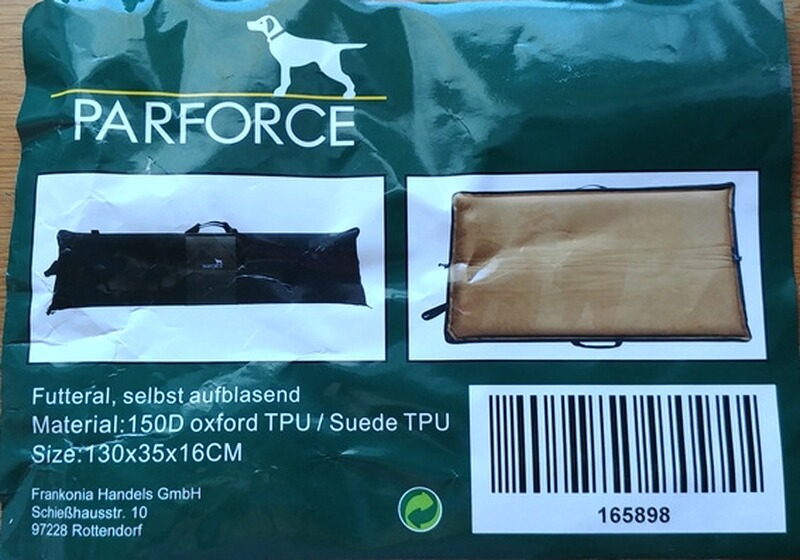 PARFORCE
Futteral, selbst aufblasend
Material:150D oxford TPU / Suede TPU
Size:130x35x16CM
Frankonia Handels GmbH
Schießhausstr. 10
97228 Rottendorf
165898